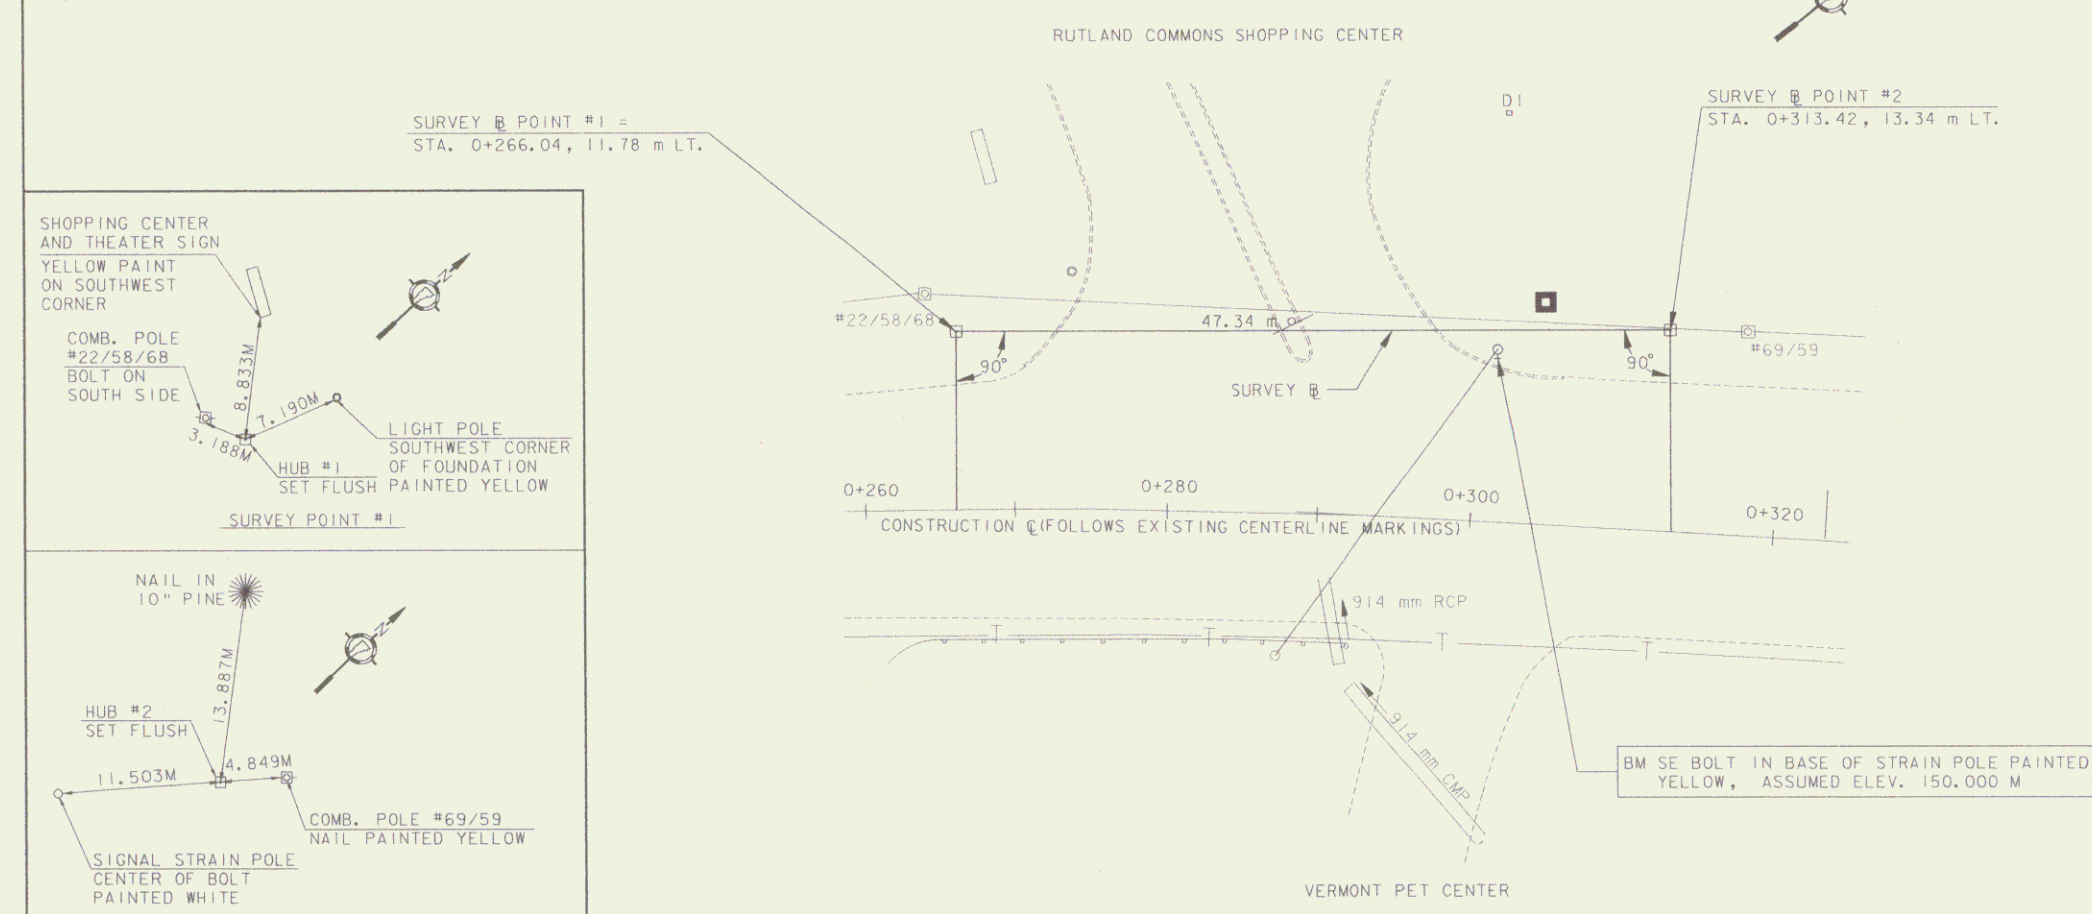 RUTLAND COMMONS SHOPPING CENTER
SURVEY ℄ POINT #1 =
STA. 0+266.04, 11.78 m LT.
SURVEY ℄ POINT #2
STA. 0+313.42, 13.34 m LT.
DI
#22/58/68
47.34 m
90°
90°
#69/59
SURVEY ℄
0+260
0+280
0+300
0+320
CONSTRUCTION ℄ (FOLLOWS EXISTING CENTERLINE MARKINGS)
914 mm RCP
T
T
T
T
914 mm CMP
BM SE BOLT IN BASE OF STRAIN POLE PAINTED
YELLOW, ASSUMED ELEV. 150.000 M
VERMONT PET CENTER
SHOPPING CENTER
AND THEATER SIGN
YELLOW PAINT
ON SOUTHWEST
CORNER
N
COMB. POLE
#22/58/68
BOLT ON
SOUTH SIDE
8.833M
7.190M
3.188M
LIGHT POLE
SOUTHWEST CORNER
OF FOUNDATION
PAINTED YELLOW
HUB #1
SET FLUSH
SURVEY POINT #1
NAIL IN
10" PINE
N
13.887M
HUB #2
SET FLUSH
11.503M
4.849M
COMB. POLE #69/59
NAIL PAINTED YELLOW
SIGNAL STRAIN POLE
CENTER OF BOLT
PAINTED WHITE